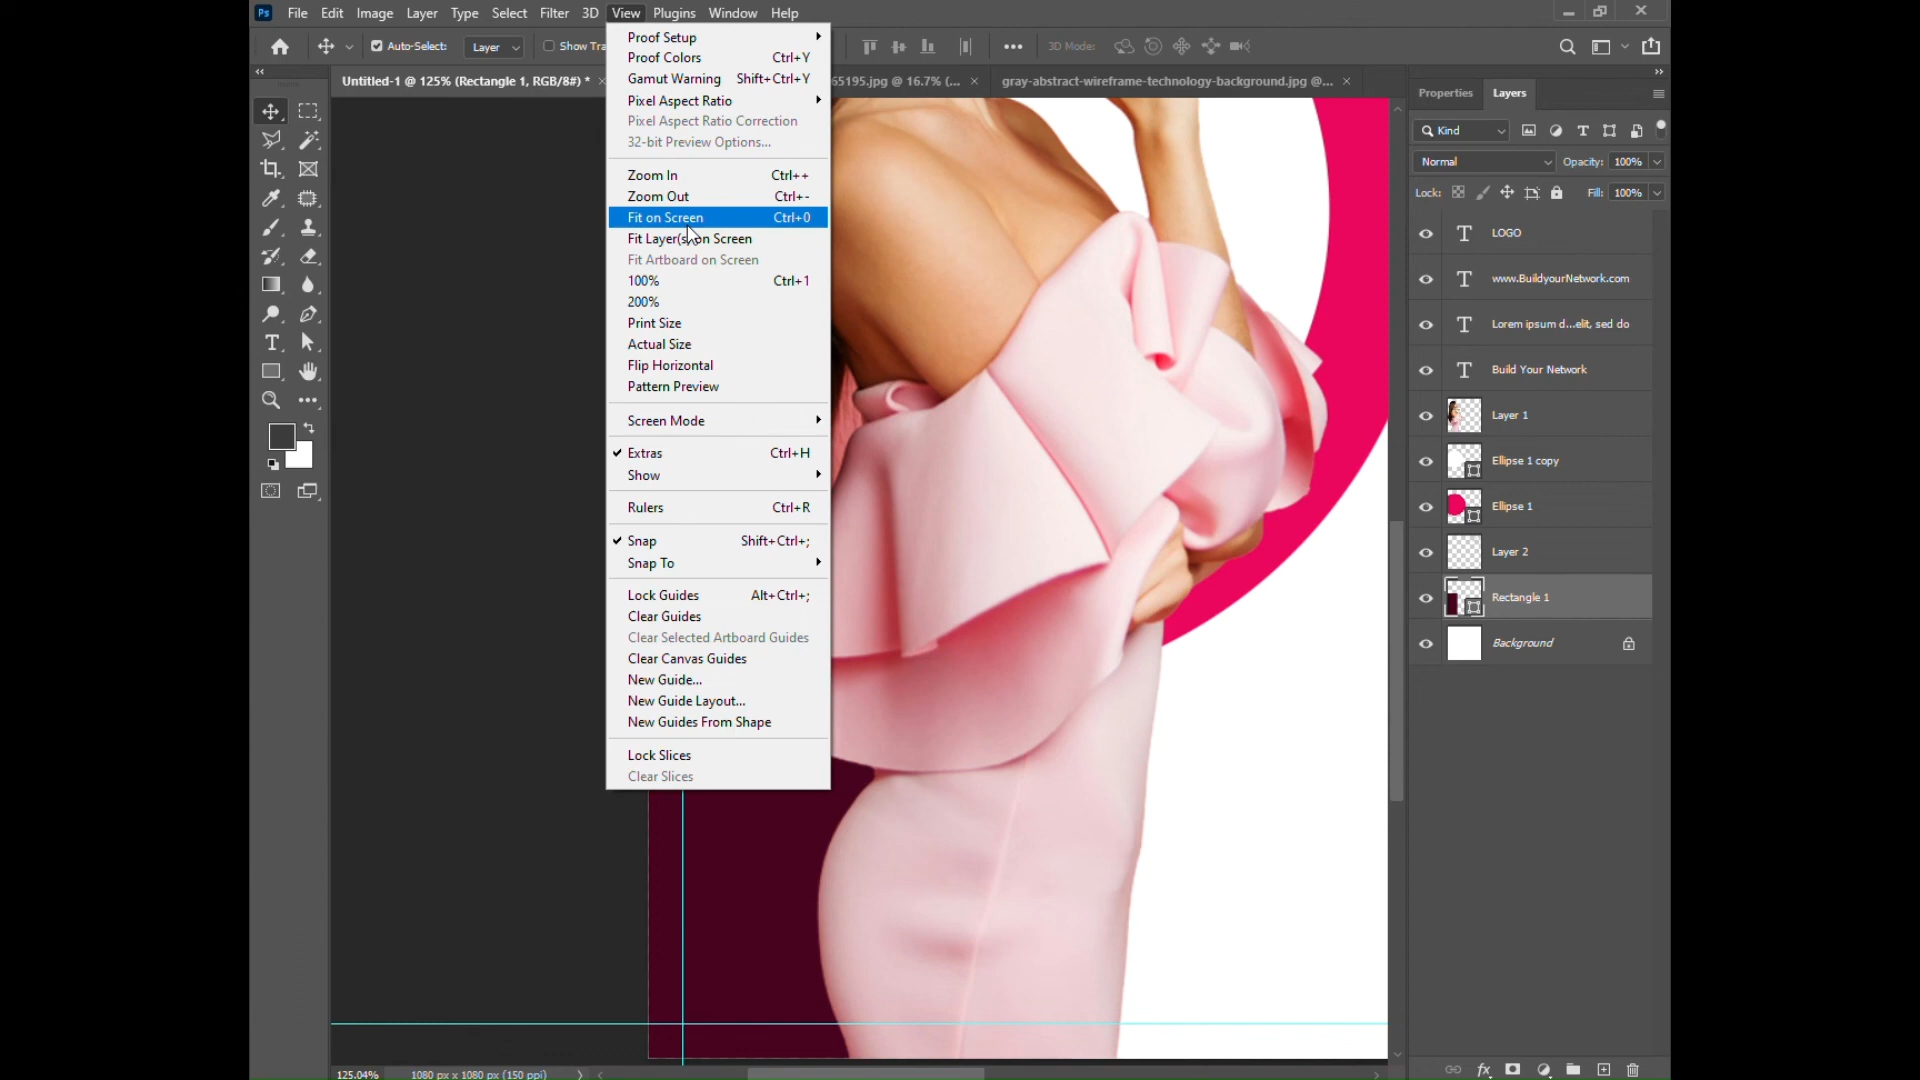 Ps File Edit Image Layer Type Select Filter 3D View Plugins Window Help
Auto-Select: Layer Show Tra 3D Mode:
Untitled-1 @ 125% (Rectangle 1, RGB/8#) * 65195.jpg @ 16.7% (... gray-abstract-wireframe-technology-background.jpg @...
Proof Setup
Proof Colors Ctrl+Y
Gamut Warning Shift+Ctrl+Y
Pixel Aspect Ratio
Pixel Aspect Ratio Correction
32-bit Preview Options...
Zoom In Ctrl++
Zoom Out Ctrl+-
Fit on Screen Ctrl+0
Fit Layer(s) on Screen
Fit Artboard on Screen
100% Ctrl+1
200%
Print Size
Actual Size
Flip Horizontal
Pattern Preview
Screen Mode
Extras Ctrl+H
Show
Rulers Ctrl+R
Snap Shift+Ctrl+;
Snap To
Lock Guides Alt+Ctrl+;
Clear Guides
Clear Selected Artboard Guides
Clear Canvas Guides
New Guide...
New Guide Layout...
New Guides From Shape
Lock Slices
Clear Slices
Properties Layers
Kind
Normal Opacity: 100%
Lock: Fill: 100%
LOGO
www.BuildyourNetwork.com
Lorem ipsum d...elit, sed do
Build Your Network
Layer 1
Ellipse 1 copy
Ellipse 1
Layer 2
Rectangle 1
Background
125.04% 1080 px x 1080 px (150 ppi)